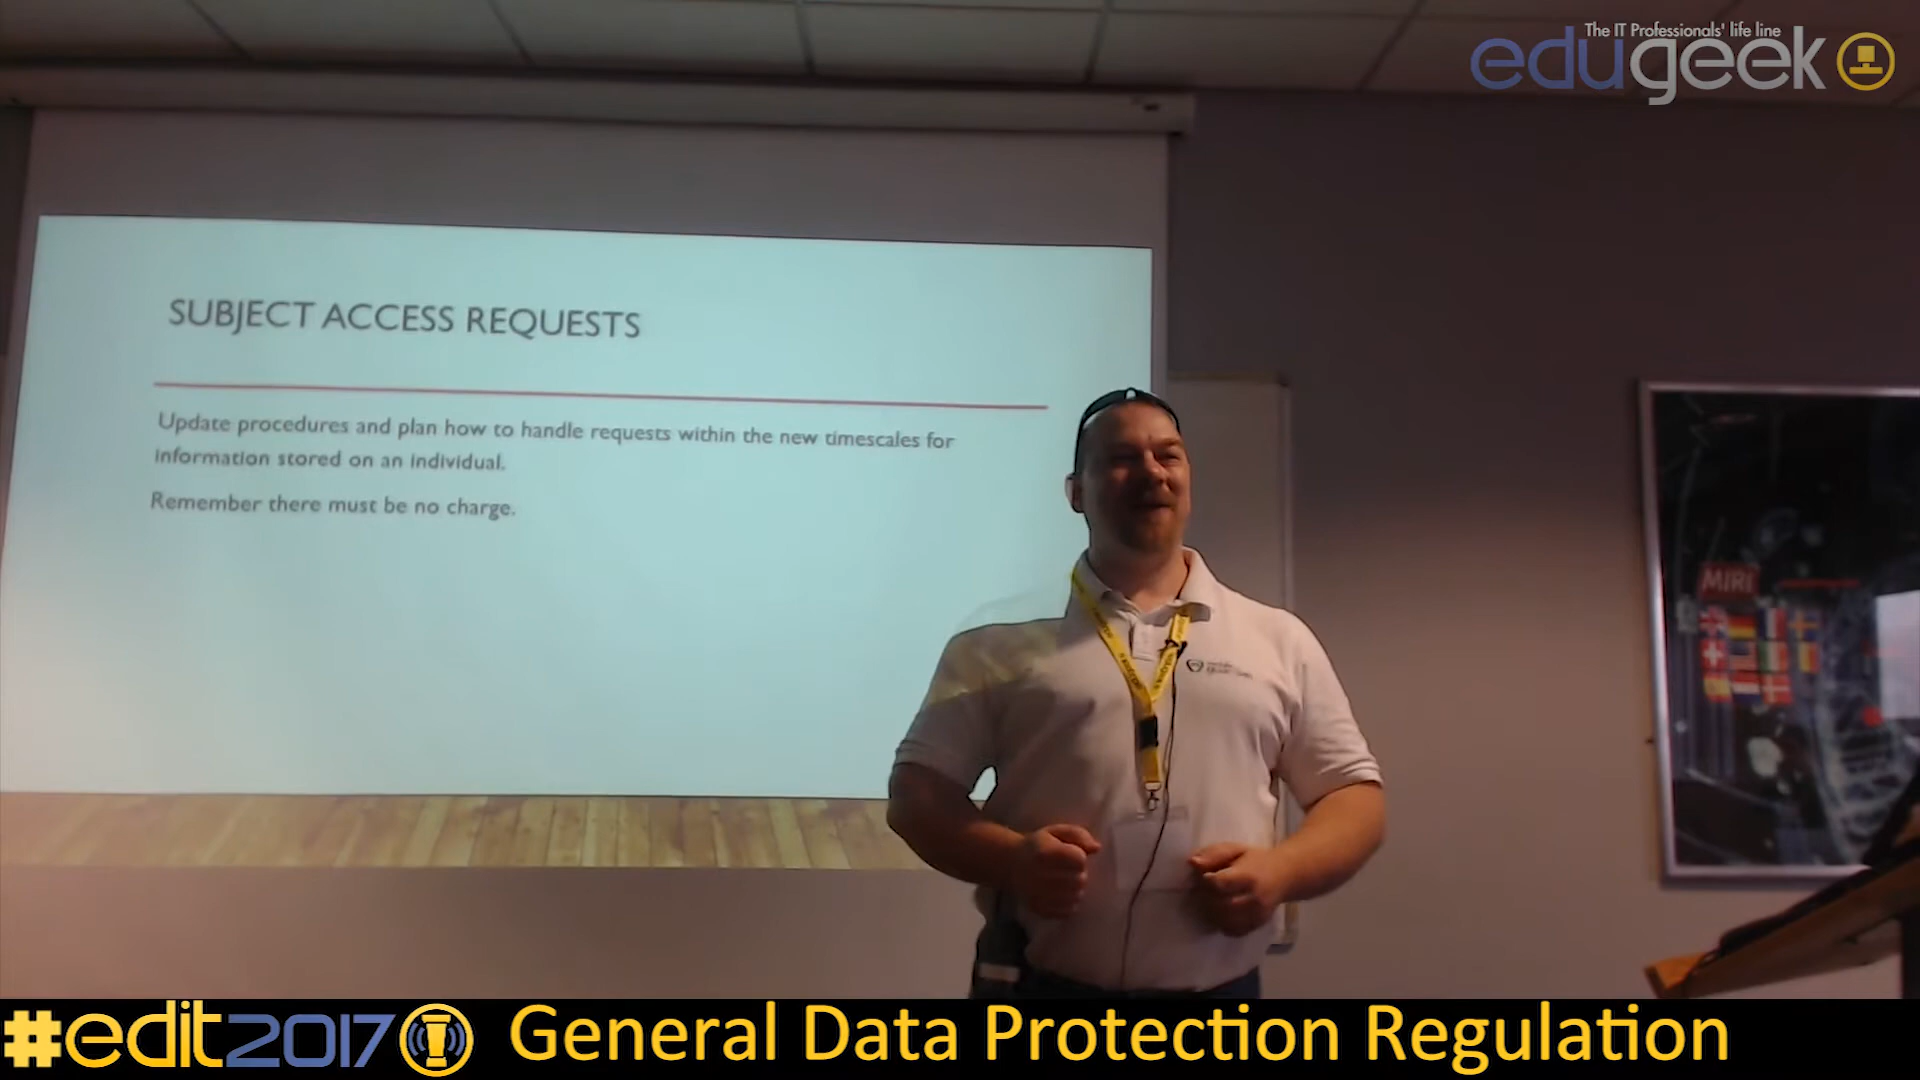 The IT Professionals' life line
edugeek
SUBJECT ACCESS REQUESTS
Update procedures and plan how to handle requests within the new timescales for
information stored on an individual.
Remember there must be no charge.
MIRA
#edit2017 General Data Protection Regulation